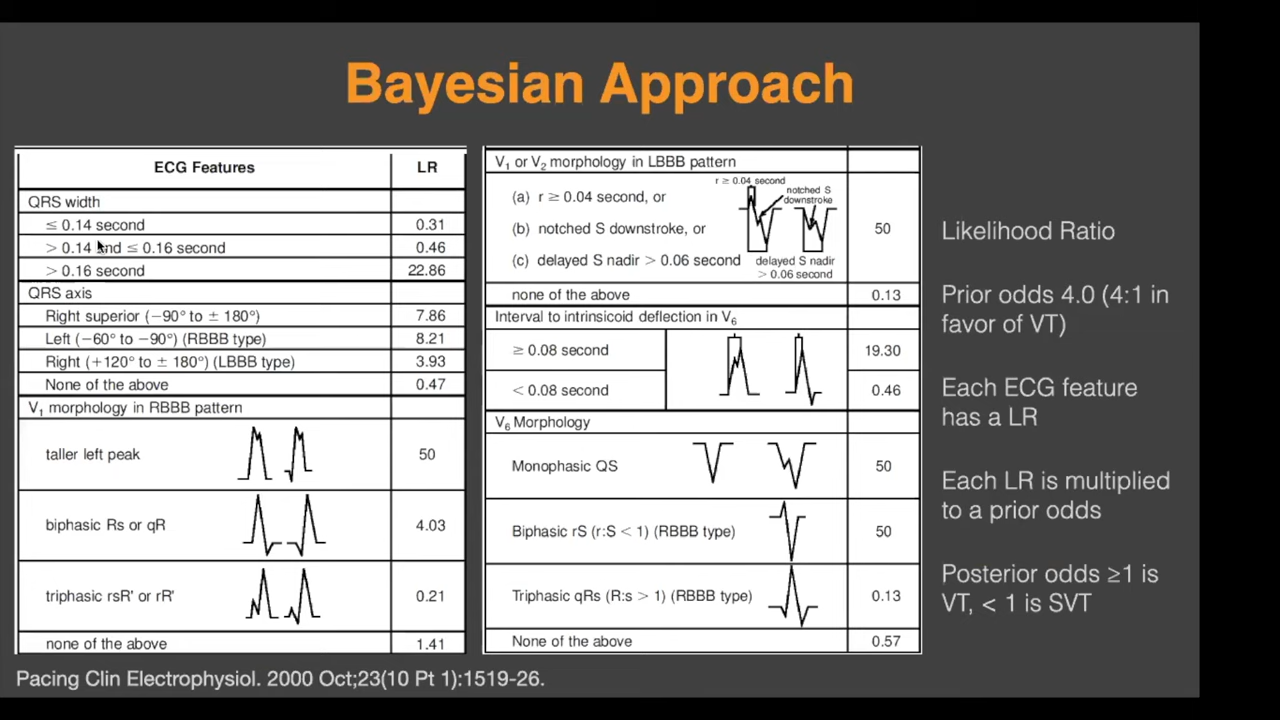 Bayesian Approach
ECG Features LR
QRS width
≤ 0.14 second 0.31
> 0.14 and ≤ 0.16 second 0.46
> 0.16 second 22.86
QRS axis
Right superior (−90° to ± 180°) 7.86
Left (−60° to −90°) (RBBB type) 8.21
Right (+120° to ± 180°) (LBBB type) 3.93
None of the above 0.47
V1 morphology in RBBB pattern
taller left peak 50
biphasic Rs or qR 4.03
triphasic rsR' or rR' 0.21
none of the above 1.41
V1 or V2 morphology in LBBB pattern
r ≥ 0.04 second
notched S
downstroke
(a) r ≥ 0.04 second, or
(b) notched S downstroke, or 50
(c) delayed S nadir > 0.06 second
delayed S nadir
> 0.06 second
none of the above 0.13
Interval to intrinsicoid deflection in V6
≥ 0.08 second 19.30
< 0.08 second 0.46
V6 Morphology
Monophasic QS 50
Biphasic rS (r:S < 1) (RBBB type) 50
Triphasic qRs (R:s > 1) (RBBB type) 0.13
None of the above 0.57
Likelihood Ratio
Prior odds 4.0 (4:1 in
favor of VT)
Each ECG feature
has a LR
Each LR is multiplied
to a prior odds
Posterior odds ≥1 is
VT, < 1 is SVT
Pacing Clin Electrophysiol. 2000 Oct;23(10 Pt 1):1519-26.